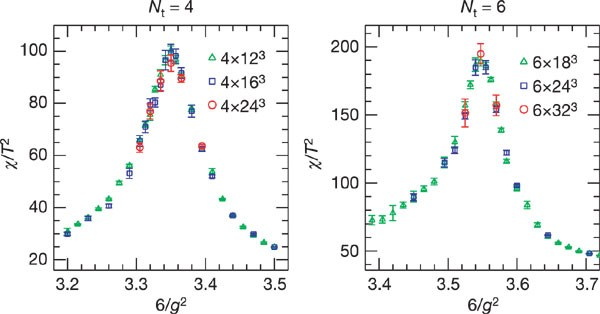 Nt = 4
100
80
60
40
20
χ/T²
4×12³
4×16³
4×24³
3.2 3.3 3.4 3.5
6/g²
Nt = 6
200
150
100
50
χ/T²
6×18³
6×24³
6×32³
3.4 3.5 3.6 3.7
6/g²